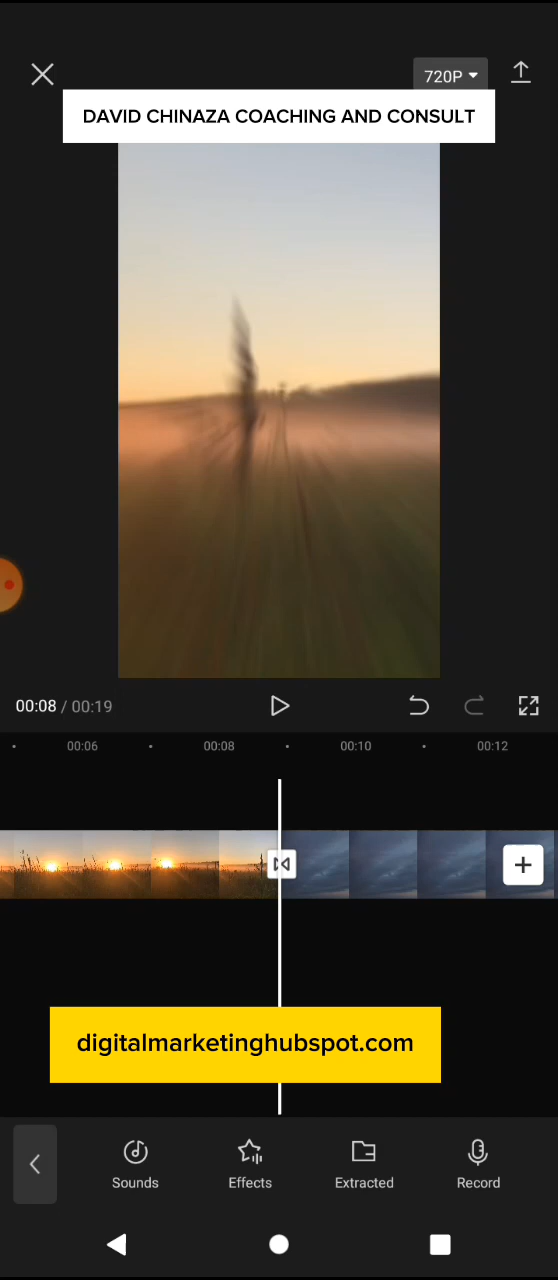 720P
DAVID CHINAZA COACHING AND CONSULT
00:08 / 00:19
00:06 00:08 00:10 00:12
digitalmarketinghubspot.com
Sounds Effects Extracted Record